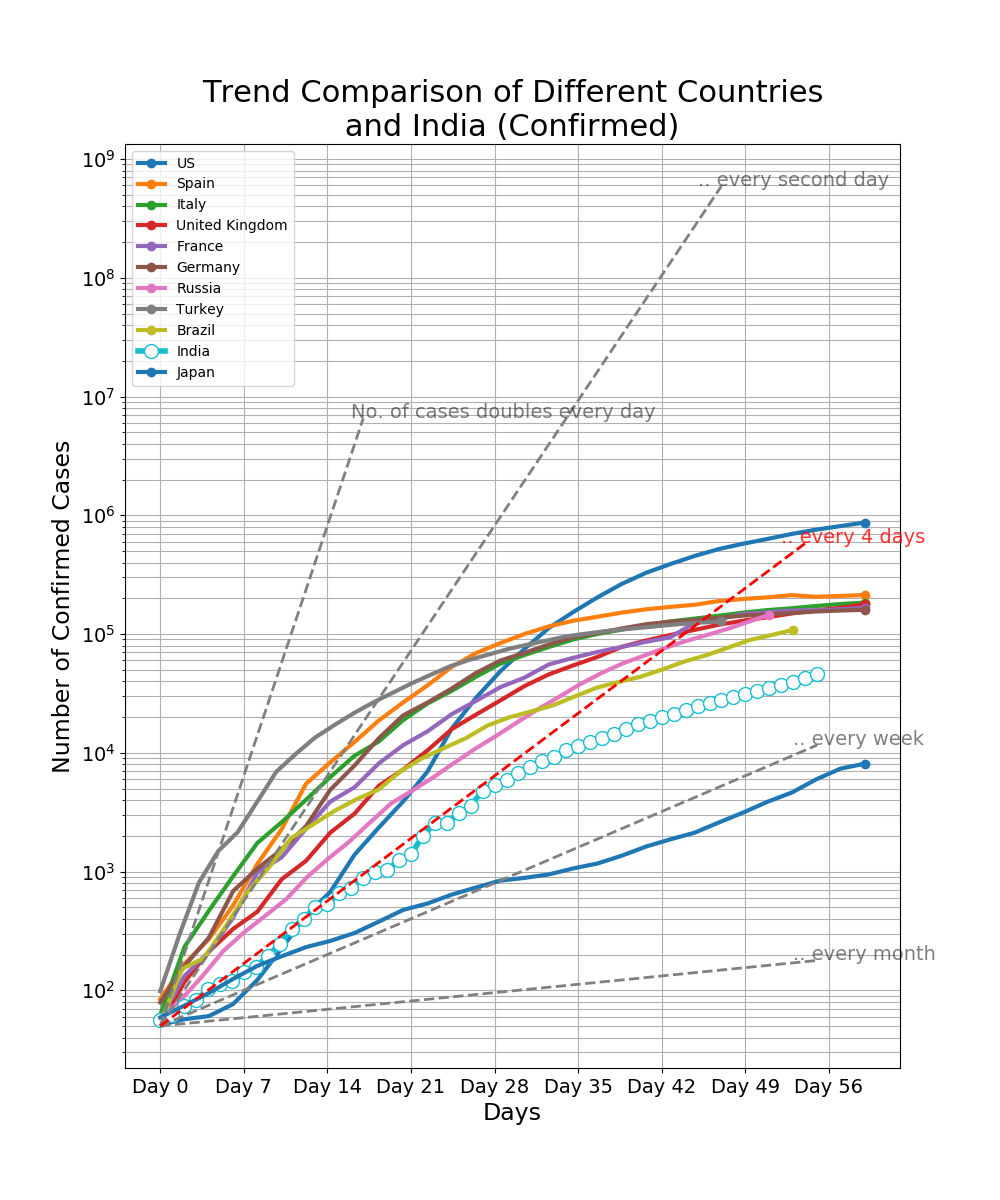 Trend Comparison of Different Countries
and India (Confirmed)
Number of Confirmed Cases
10⁹
10⁸
10⁷
10⁶
10⁵
10⁴
10³
10²
US
Spain
Italy
United Kingdom
France
Germany
Russia
Turkey
Brazil
India
Japan
.. every second day
No. of cases doubles every day
.. every 4 days
.. every week
.. every month
Day 0 Day 7 Day 14 Day 21 Day 28 Day 35 Day 42 Day 49 Day 56
Days